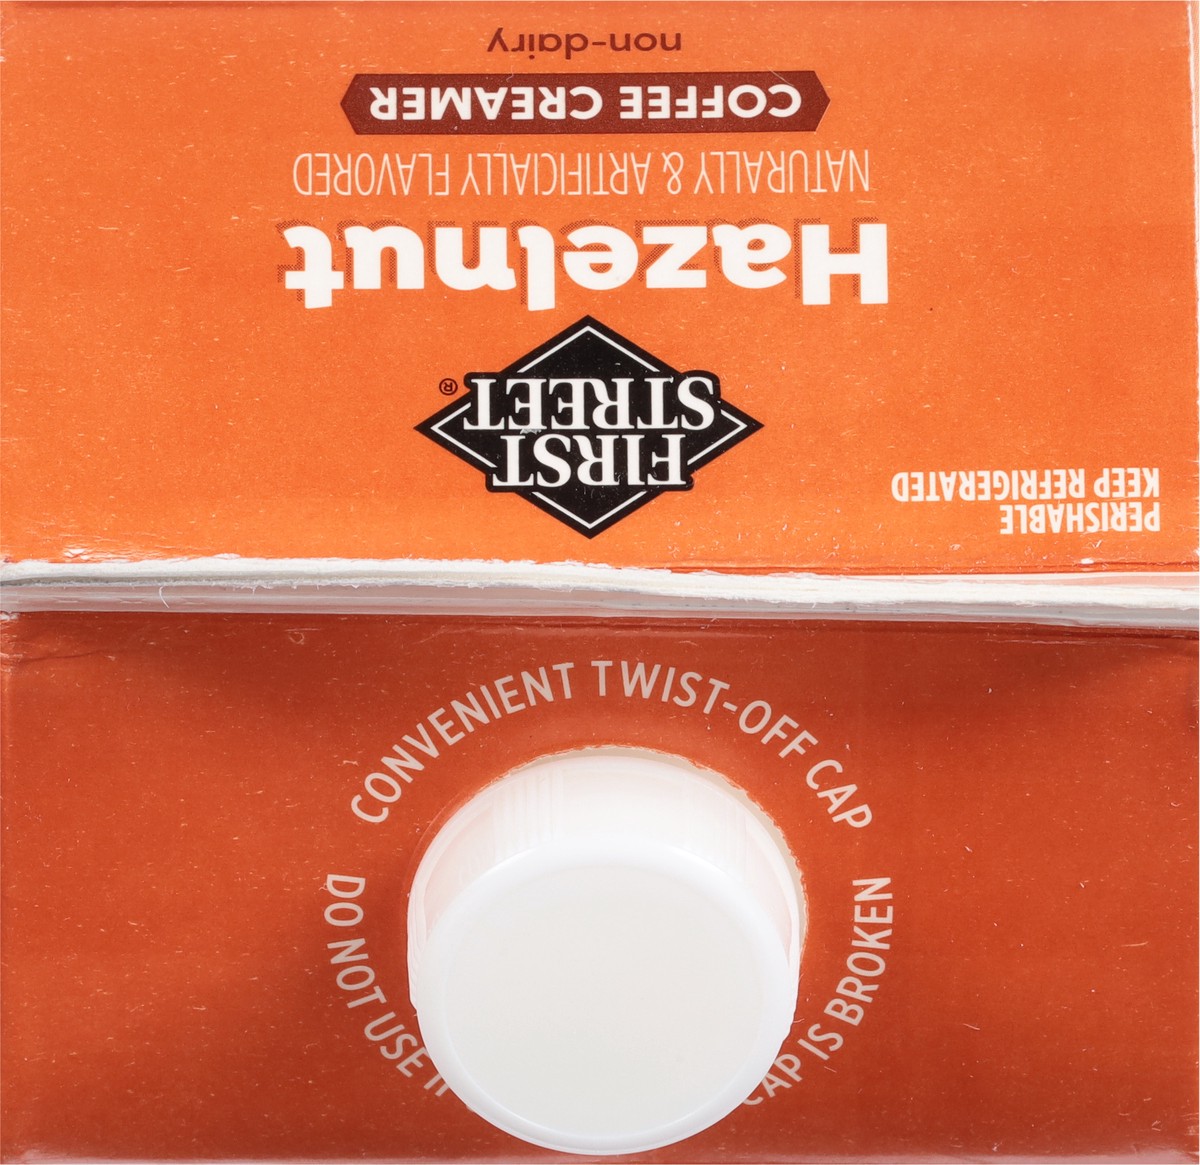 PERISHABLE
KEEP REFRIGERATED
FIRST
STREET®
Hazelnut
NATURALLY & ARTIFICIALLY FLAVORED
COFFEE CREAMER
non-dairy
CONVENIENT TWIST-OFF CAP
DO NOT USE IF CAP IS BROKEN